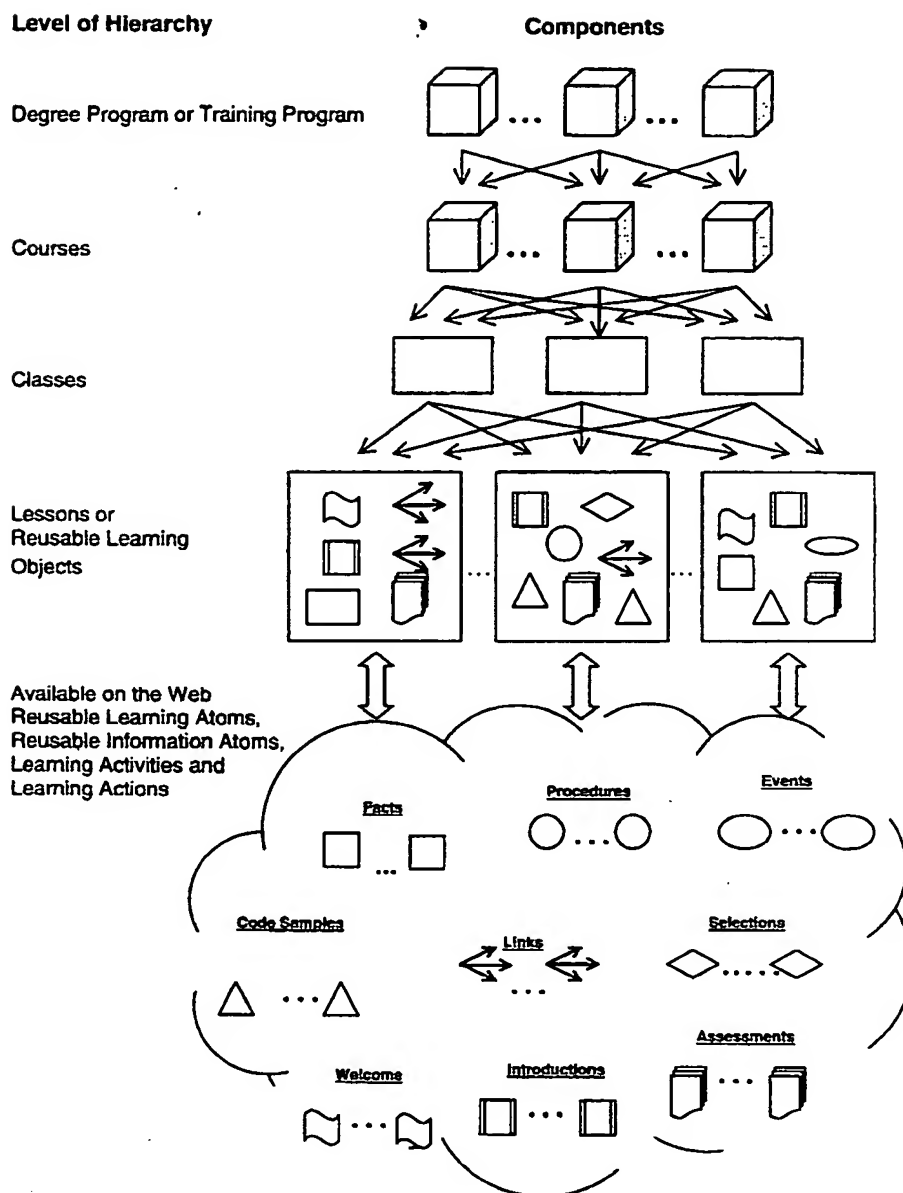 Level of Hierarchy
Components
Degree Program or Training Program
Courses
Classes
Lessons or
Reusable Learning
Objects
Available on the Web
Reusable Learning Atoms,
Reusable Information Atoms,
Learning Activities and
Learning Actions
Facts
Procedures
Events
Code Samples
Links
Selections
Welcome
Introductions
Assessments